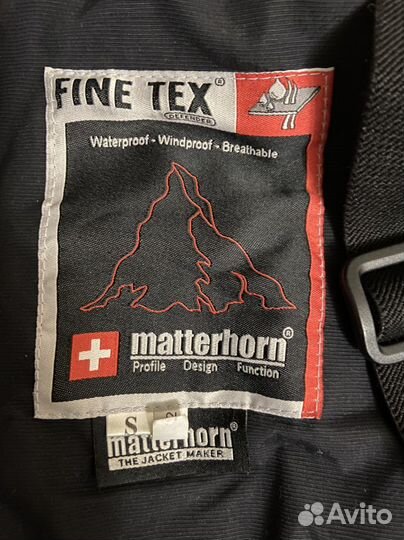 FINE TEX®
DEFENDER
Waterproof - Windproof - Breathable
matterhorn®
Profile Design Function
S
matterhorn®
THE JACKET MAKER
Avito